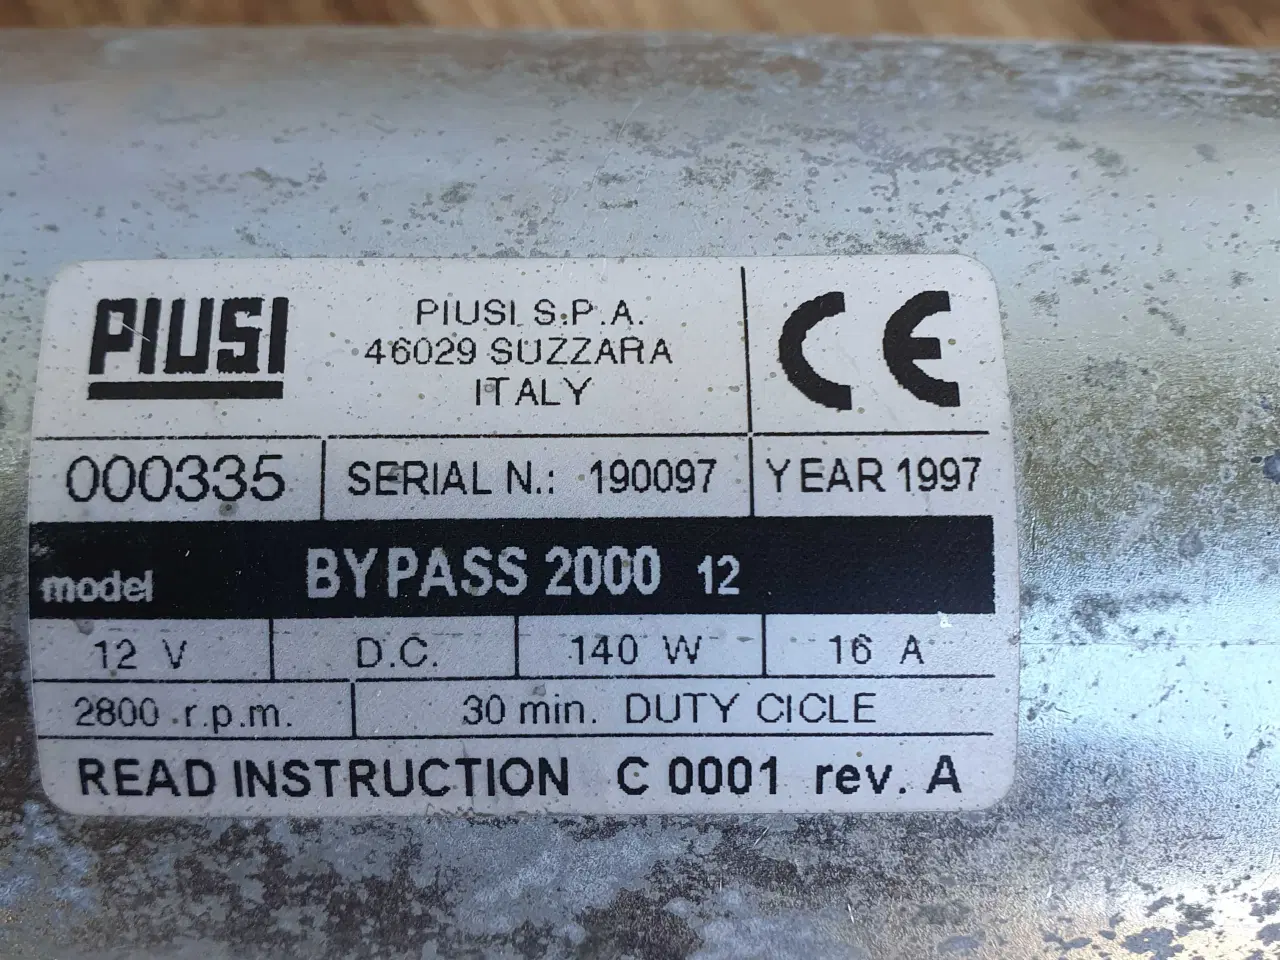 PIUSI
PIUSI S.P.A.
46029 SUZZARA
ITALY
CE
000335
SERIAL N.: 190097
YEAR 1997
model BYPASS 2000 12
12 V D.C. 140 W 16 A
2800 r.p.m. 30 min. DUTY CICLE
READ INSTRUCTION C 0001 rev. A